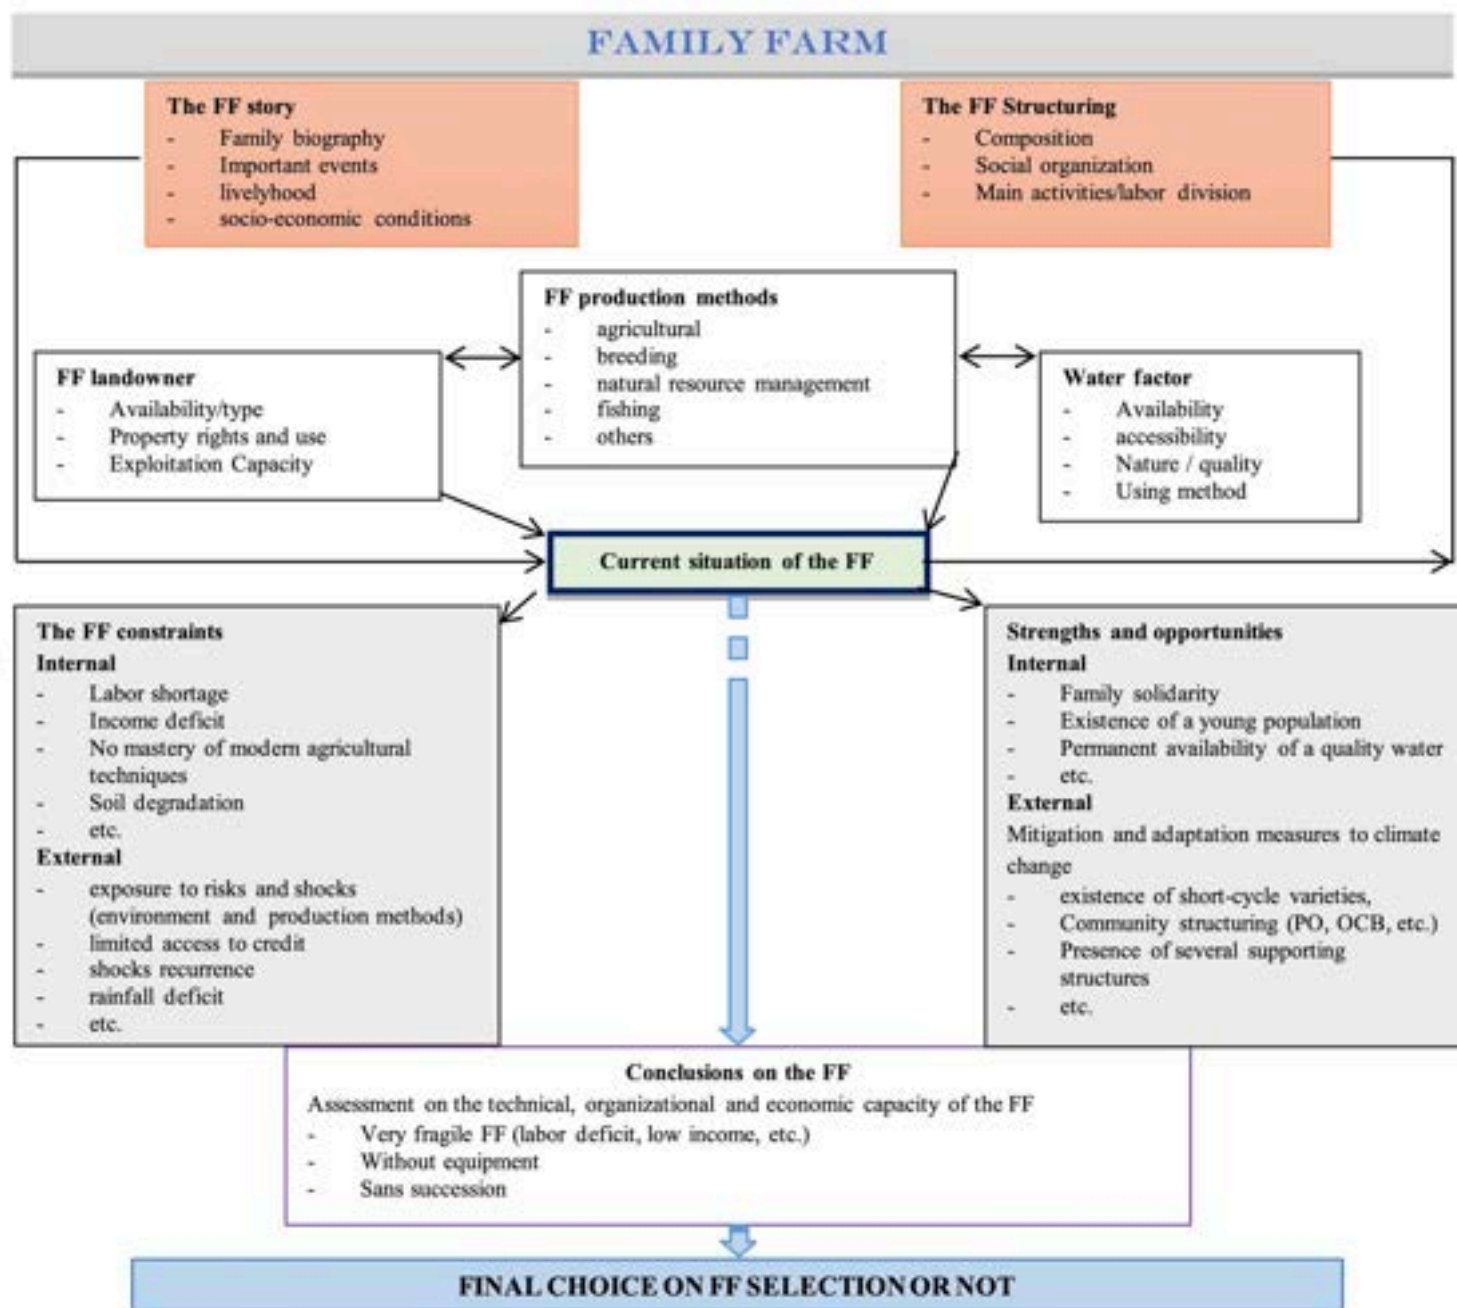 FAMILY FARM
The FF story
- Family biography
- Important events
- livelyhood
- socio-economic conditions
The FF Structuring
- Composition
- Social organization
- Main activities/labor division
FF production methods
- agricultural
- breeding
- natural resource management
- fishing
- others
FF landowner
- Availability/type
- Property rights and use
- Exploitation Capacity
Water factor
- Availability
- accessibility
- Nature / quality
- Using method
Current situation of the FF
The FF constraints
Internal
- Labor shortage
- Income deficit
- No mastery of modern agricultural
techniques
- Soil degradation
- etc.
External
- exposure to risks and shocks
(environment and production methods)
- limited access to credit
- shocks recurrence
- rainfall deficit
- etc.
Strengths and opportunities
Internal
- Family solidarity
- Existence of a young population
- Permanent availability of a quality water
- etc.
External
Mitigation and adaptation measures to climate
change
- existence of short-cycle varieties,
- Community structuring (PO, OCB, etc.)
- Presence of several supporting
structures
- etc.
Conclusions on the FF
Assessment on the technical, organizational and economic capacity of the FF
- Very fragile FF (labor deficit, low income, etc.)
- Without equipment
- Sans succession
FINAL CHOICE ON FF SELECTION OR NOT